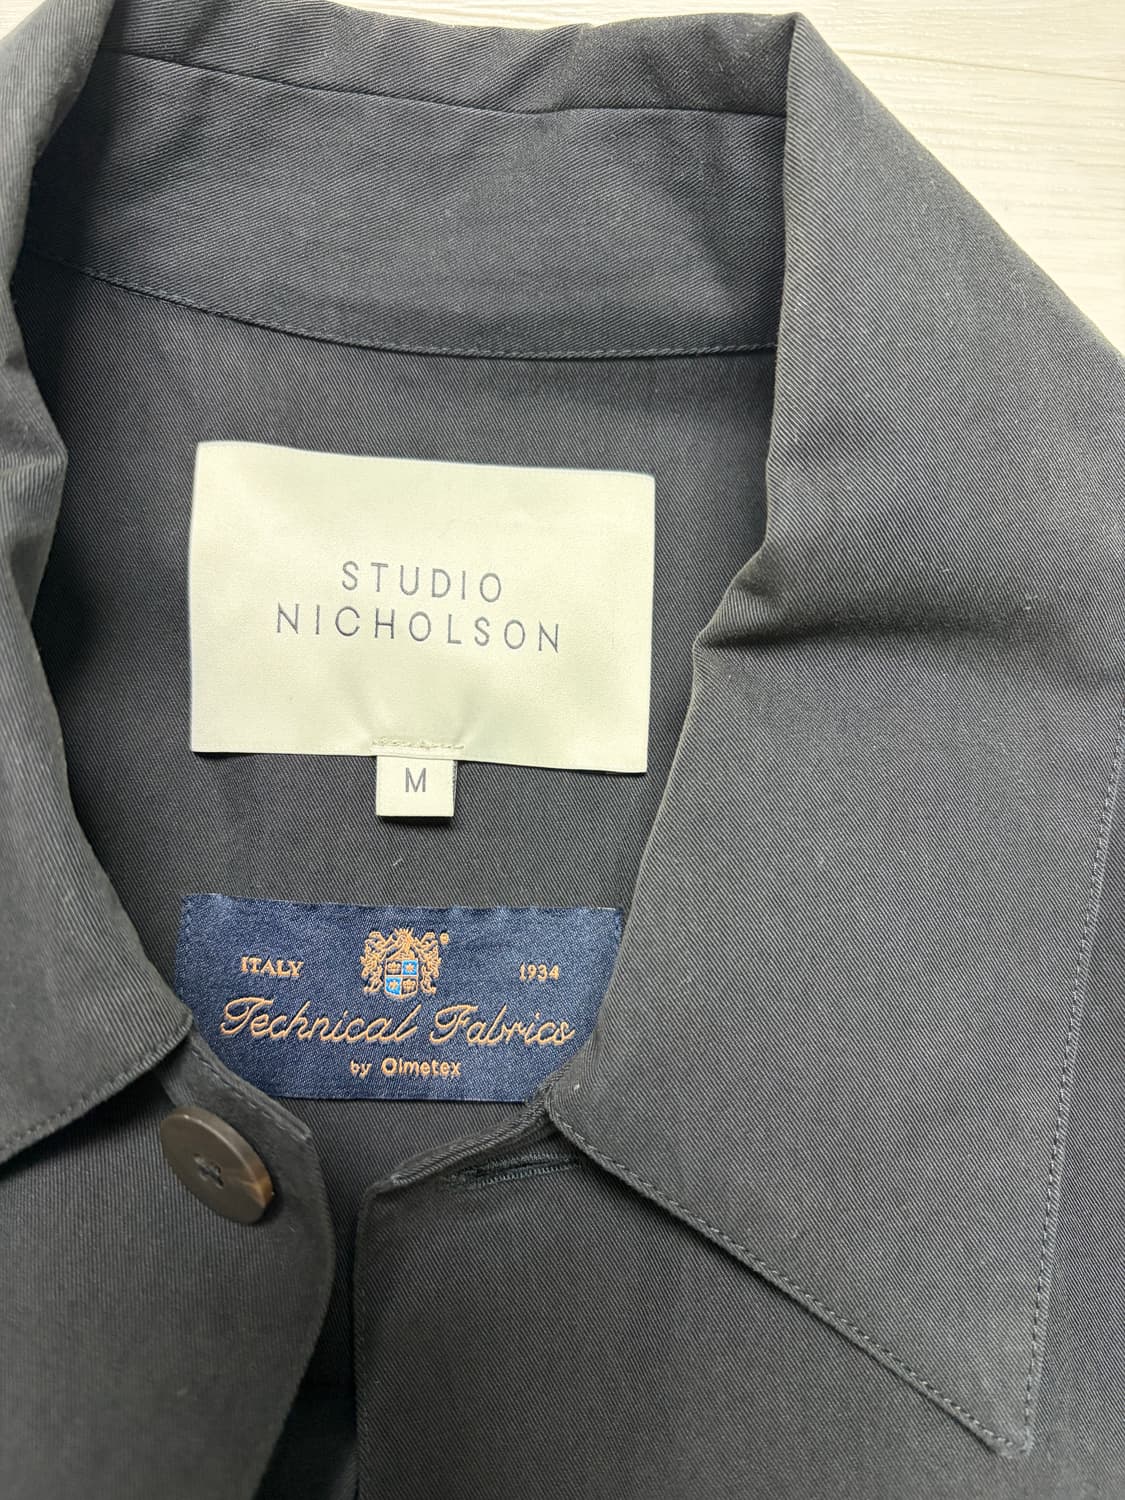 STUDIO
NICHOLSON
M
ITALY 1934
Technical Fabrics
by Olmetex